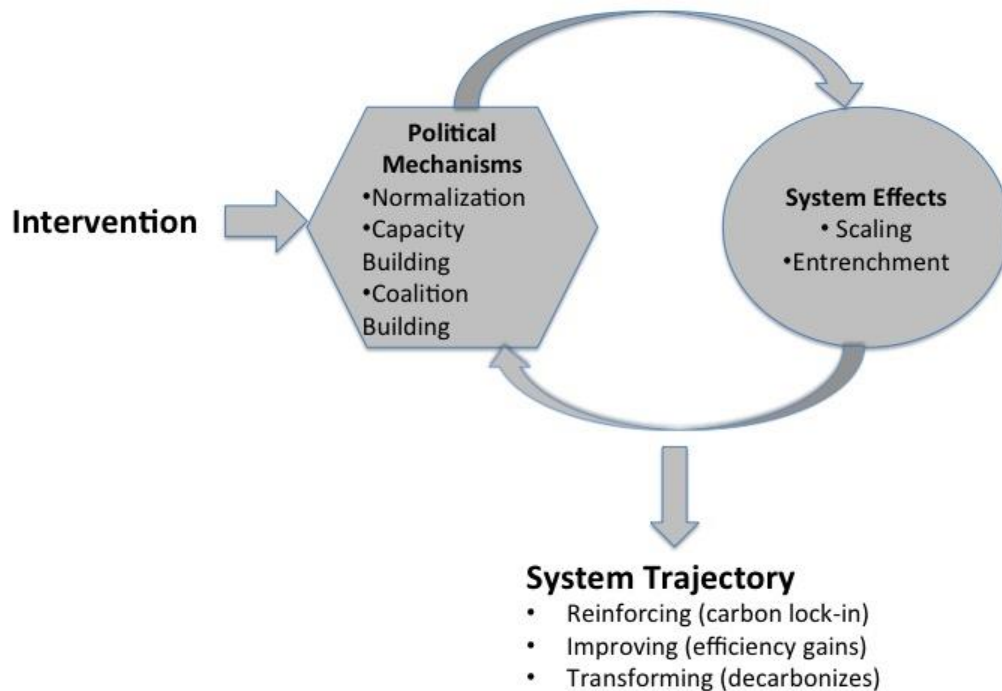 Political
Mechanisms
•Normalization
•Capacity
Building
•Coalition
Building
Intervention
System Effects
• Scaling
•Entrenchment
System Trajectory
• Reinforcing (carbon lock-in)
• Improving (efficiency gains)
• Transforming (decarbonizes)